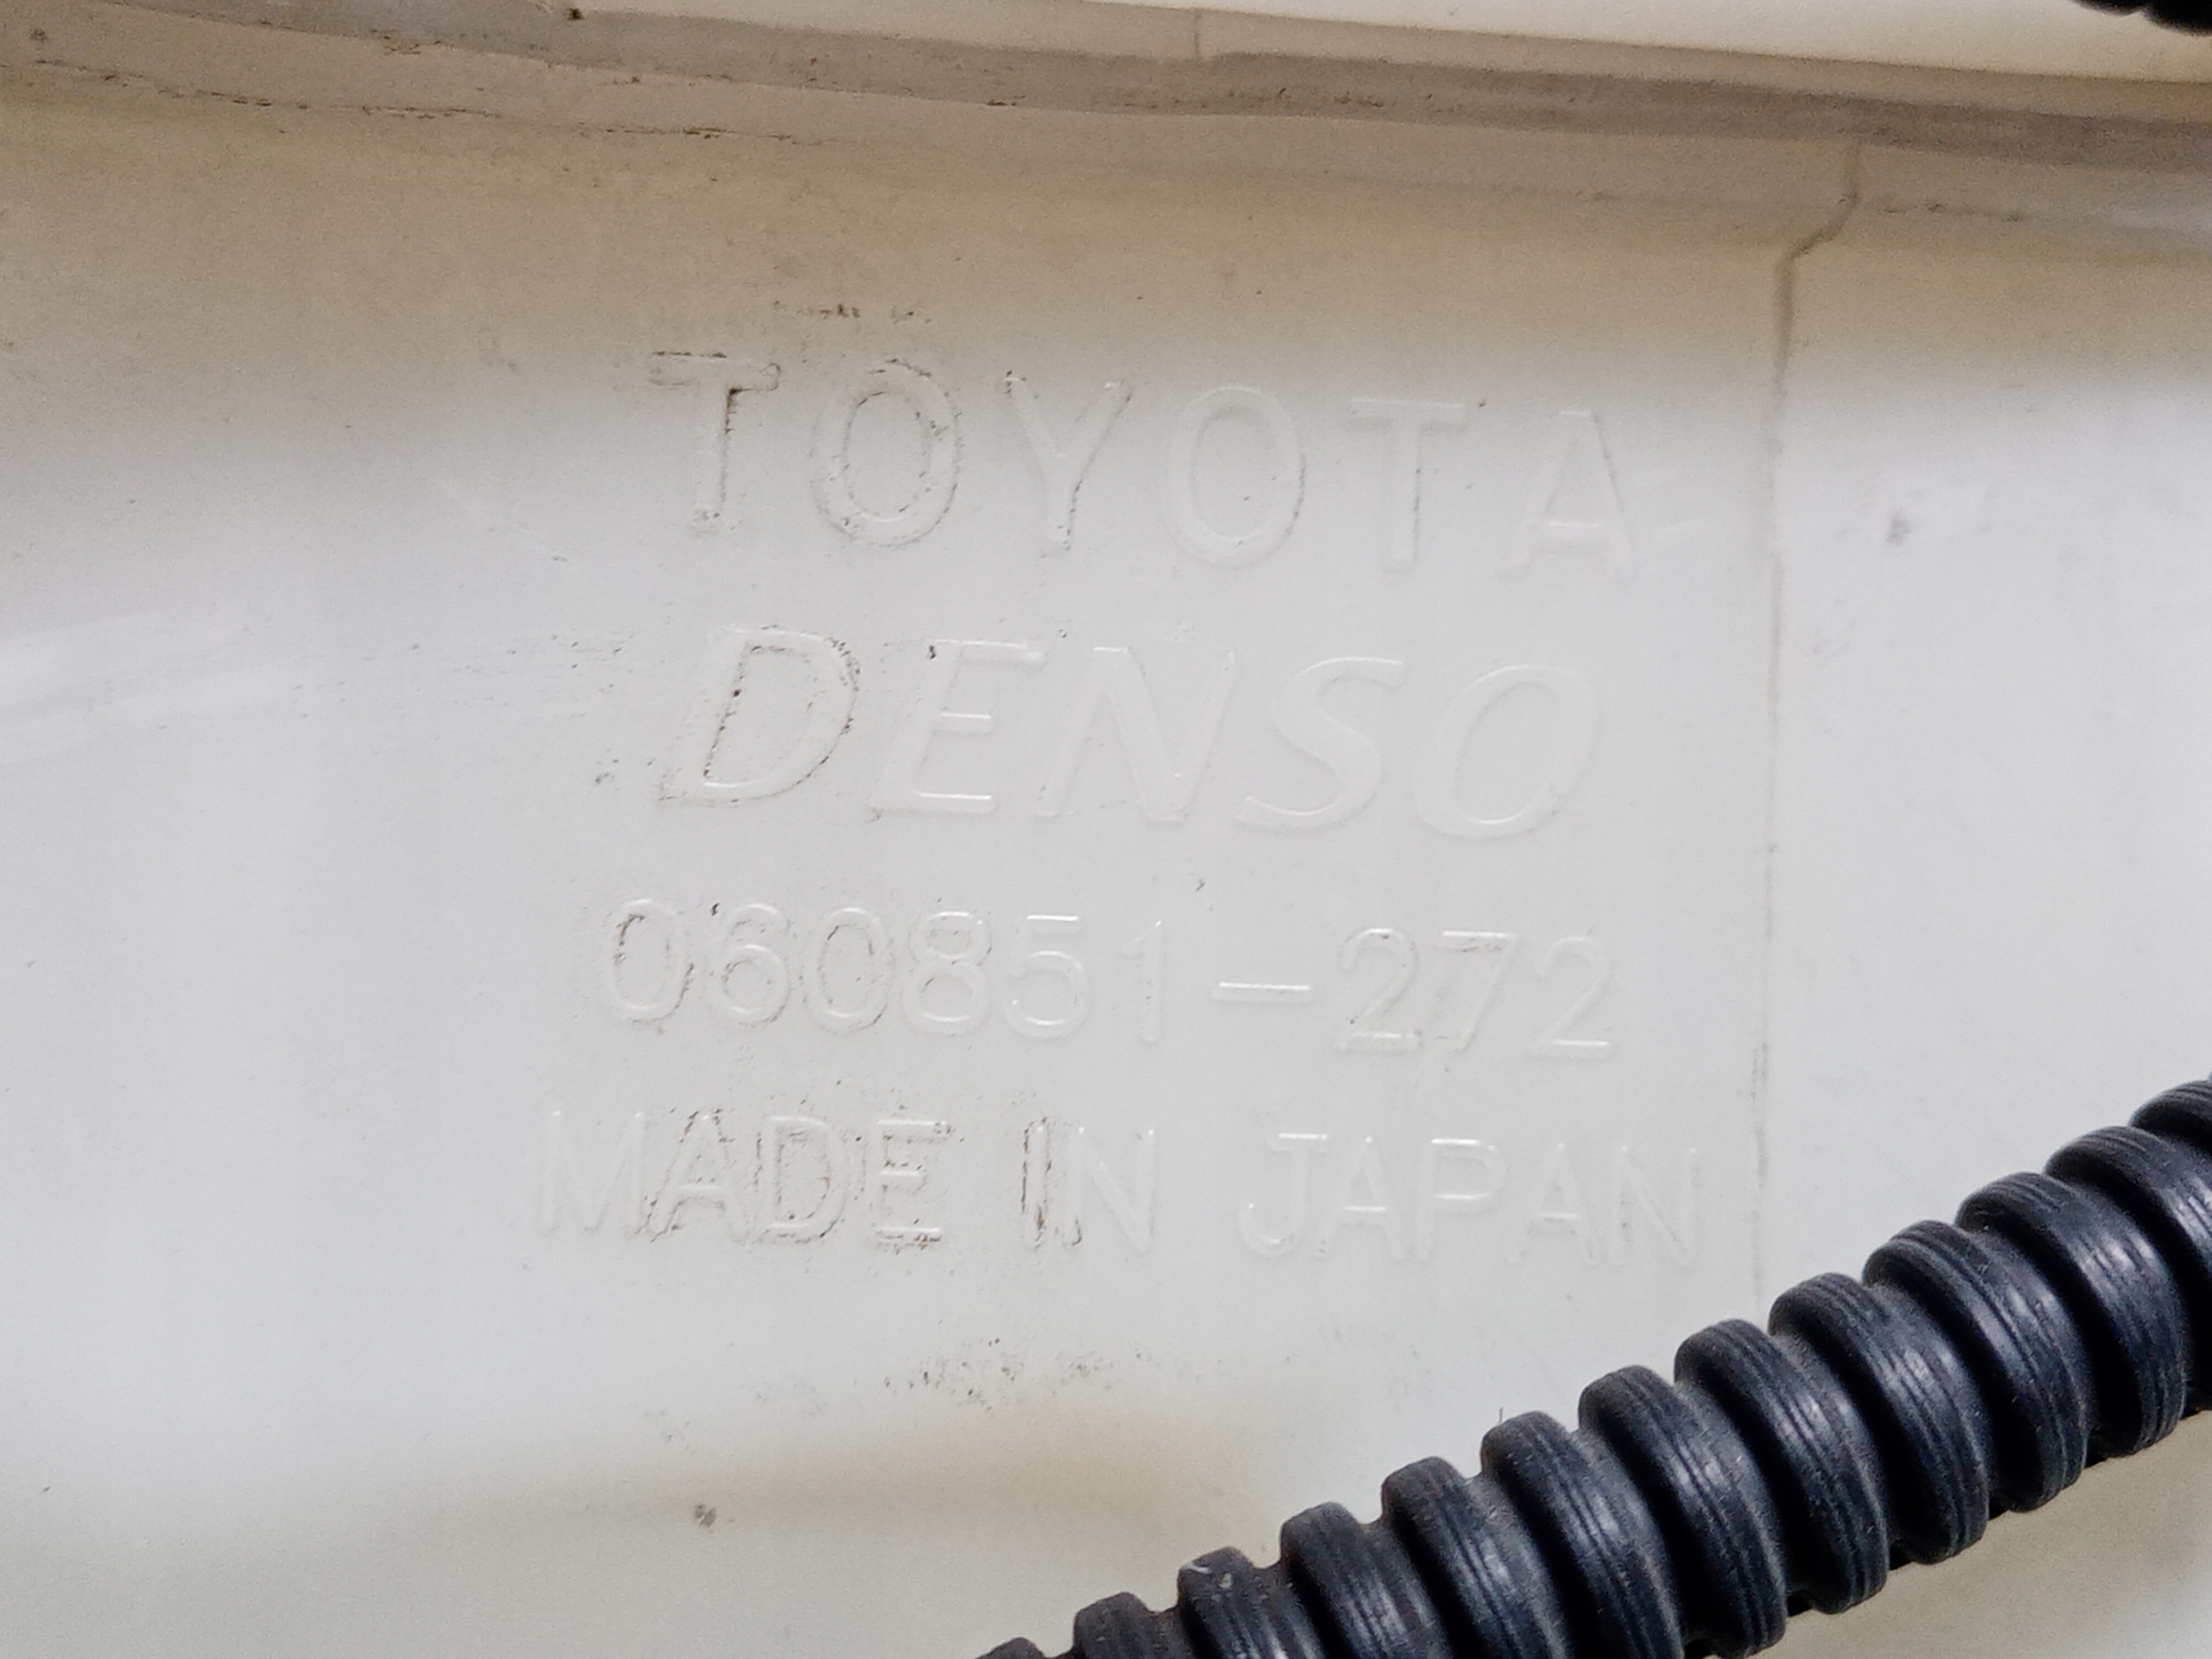 TOYOTA
DENSO
060851-272
MADE IN JAPAN